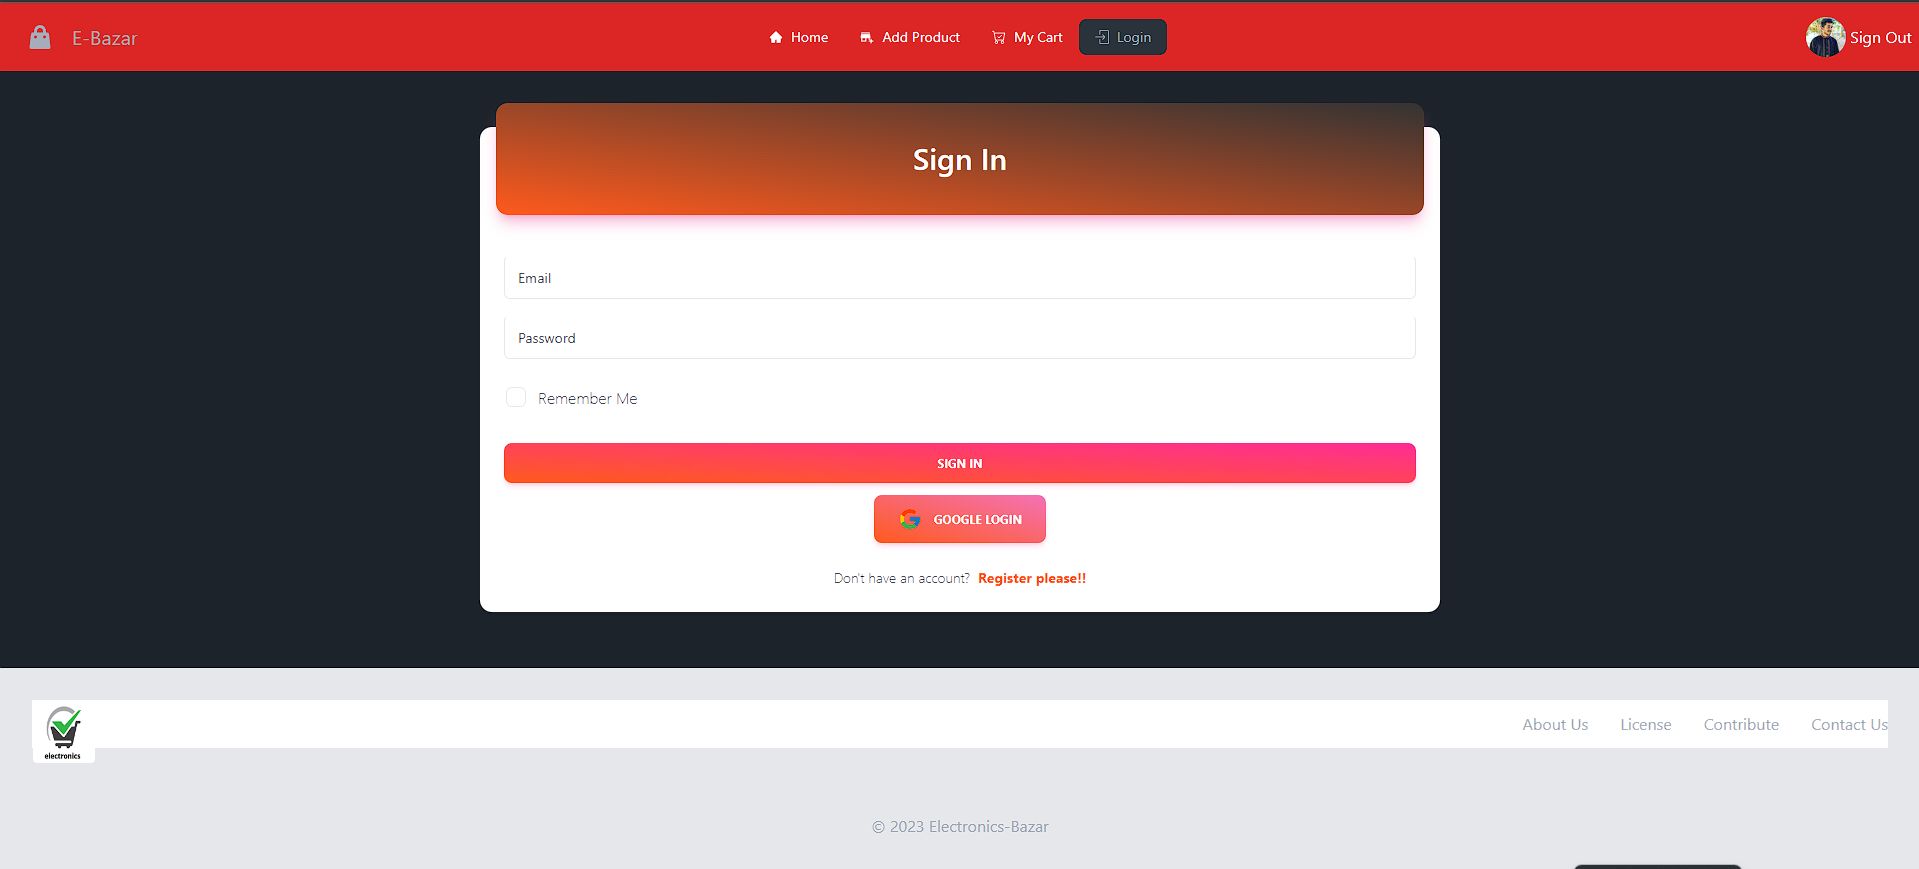 E-Bazar
Home
Add Product
My Cart
Login
Sign Out
Sign In
Email
Password
Remember Me
SIGN IN
GOOGLE LOGIN
Don't have an account? Register please!!
electronics
About Us
License
Contribute
Contact Us
© 2023 Electronics-Bazar